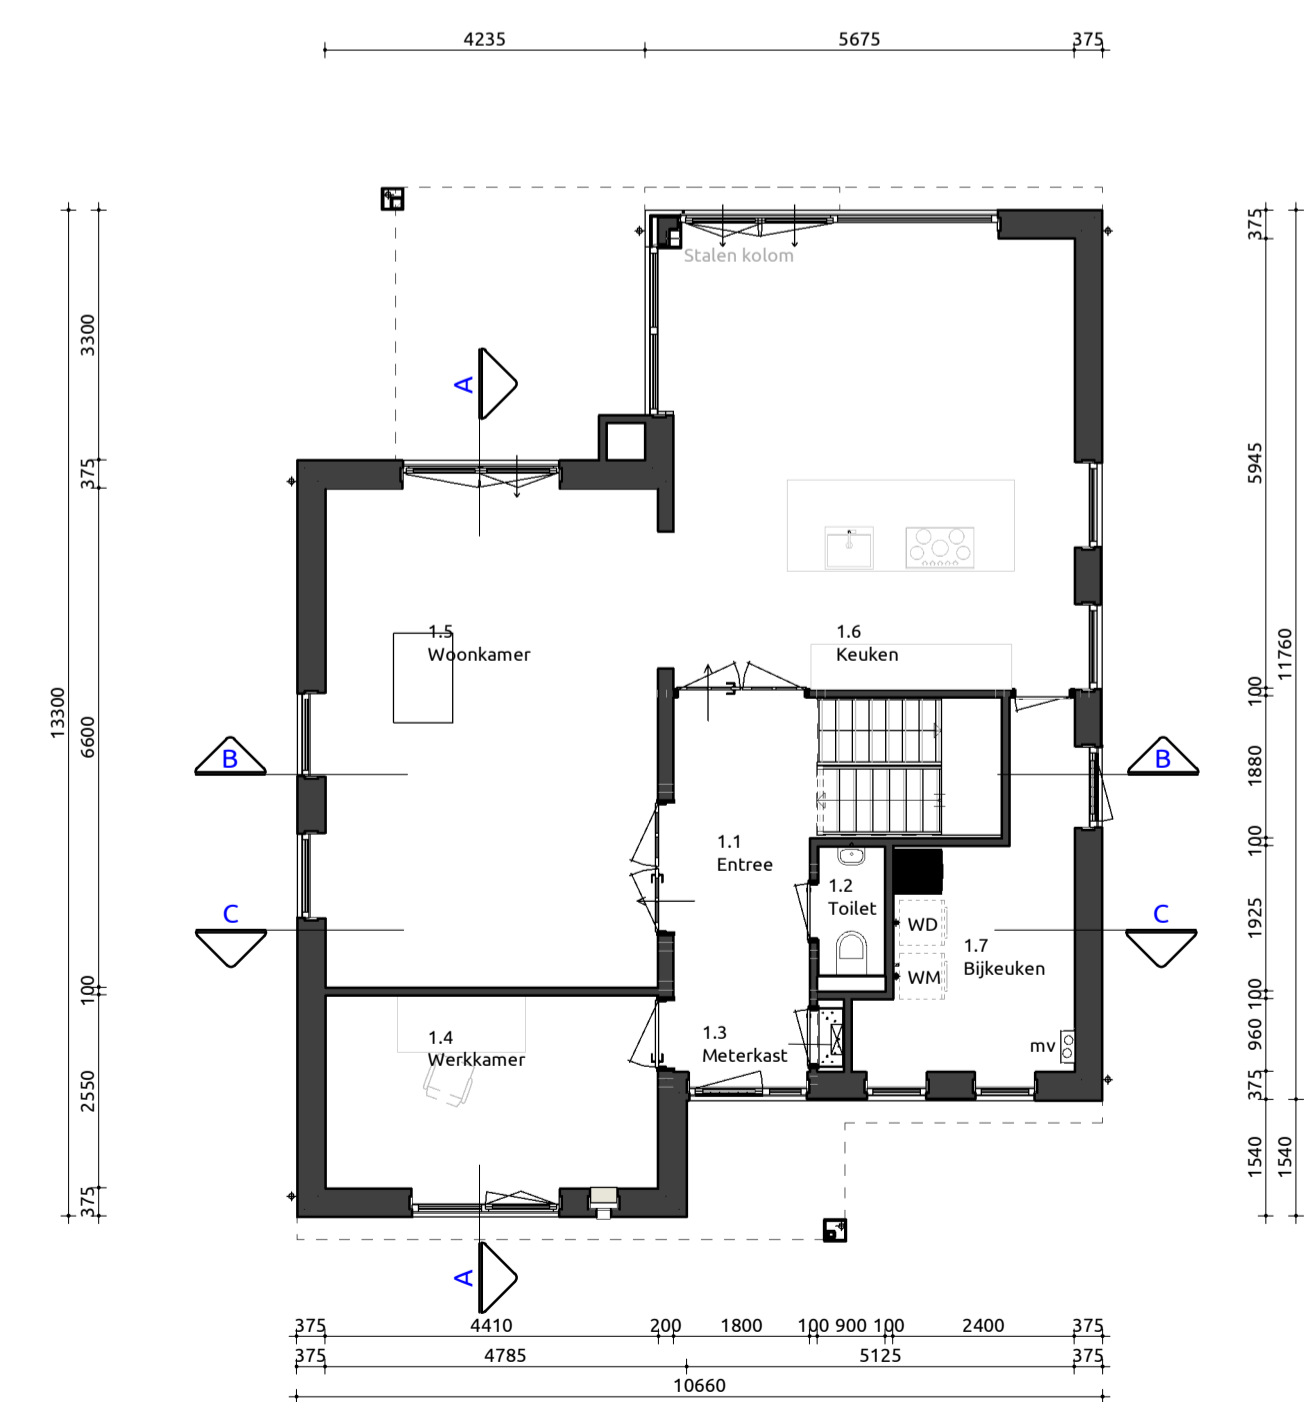 4235 5675 375
Stalen kolom
3300
375
5945
A
375
1.5
Woonkamer
1.6
Keuken
11760
13300
6600
100
B
B
1880
1.1
Entree
100
1.2
Toilet
C
C
WD
1925
1.7
Bijkeuken
WM
100
100
1.4
Werkkamer
1.3
Meterkast
mv
960
2550
375
1540
1540
375
A
375 4410 200 1800 100 900 100 2400 375
375 4785 5125 375
10660